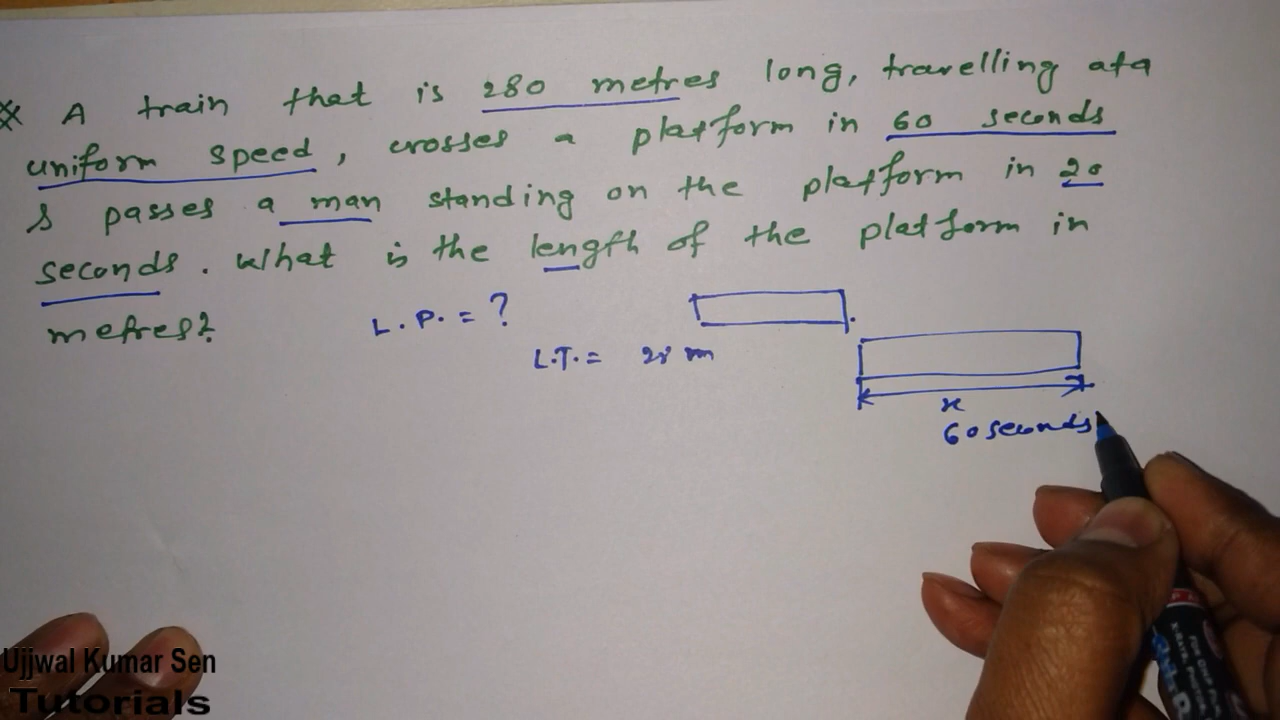 A train that is 280 metres long, travelling at a
uniform speed, crosses a platform in 60 seconds
& passes a man standing on the platform in 20
seconds. What is the length of the platform in
metres?
L.P. = ?
L.T. = m
x
60 seconds
Ujjwal Kumar Sen
Tutorials